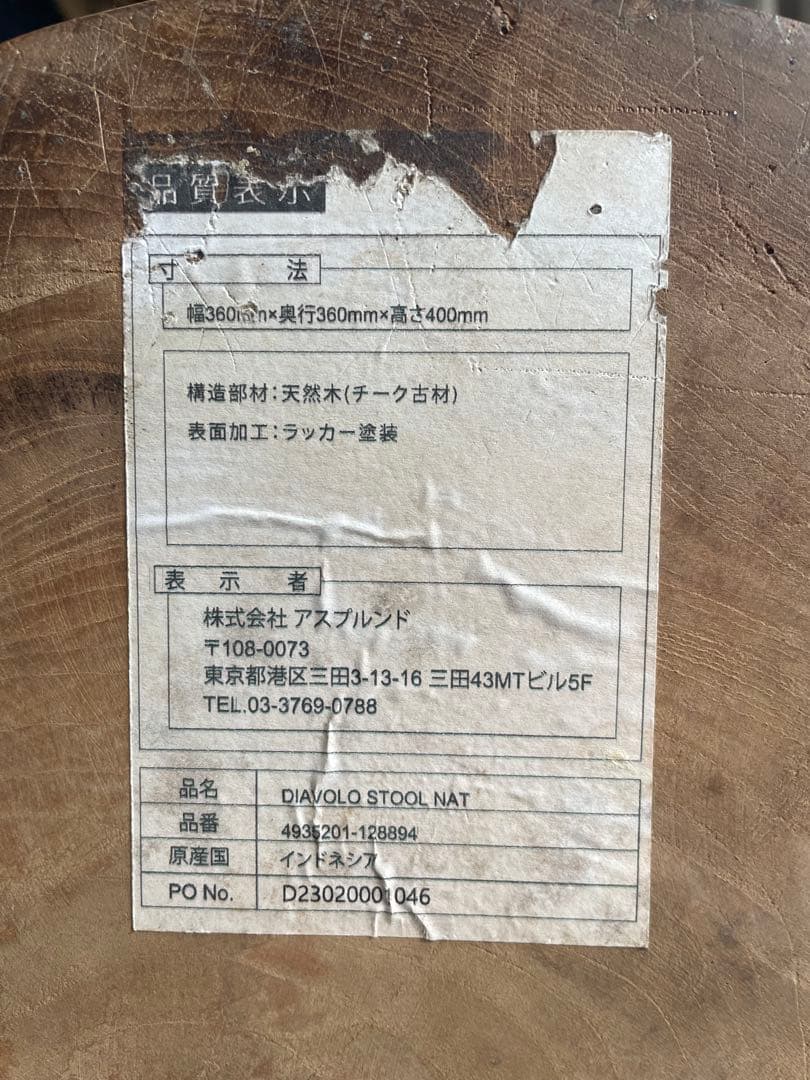 品質表示
寸法
幅360mm×奥行360mm×高さ400mm
構造部材:天然木(チーク古材)
表面加工:ラッカー塗装
表示者
株式会社 アスプルンド
〒108-0073
東京都港区三田3-13-16 三田43MTビル5F
TEL.03-3769-0788
品名 DIAVOLO STOOL NAT
品番 4935201-128894
原産国 インドネシア
PO No. D23020001046